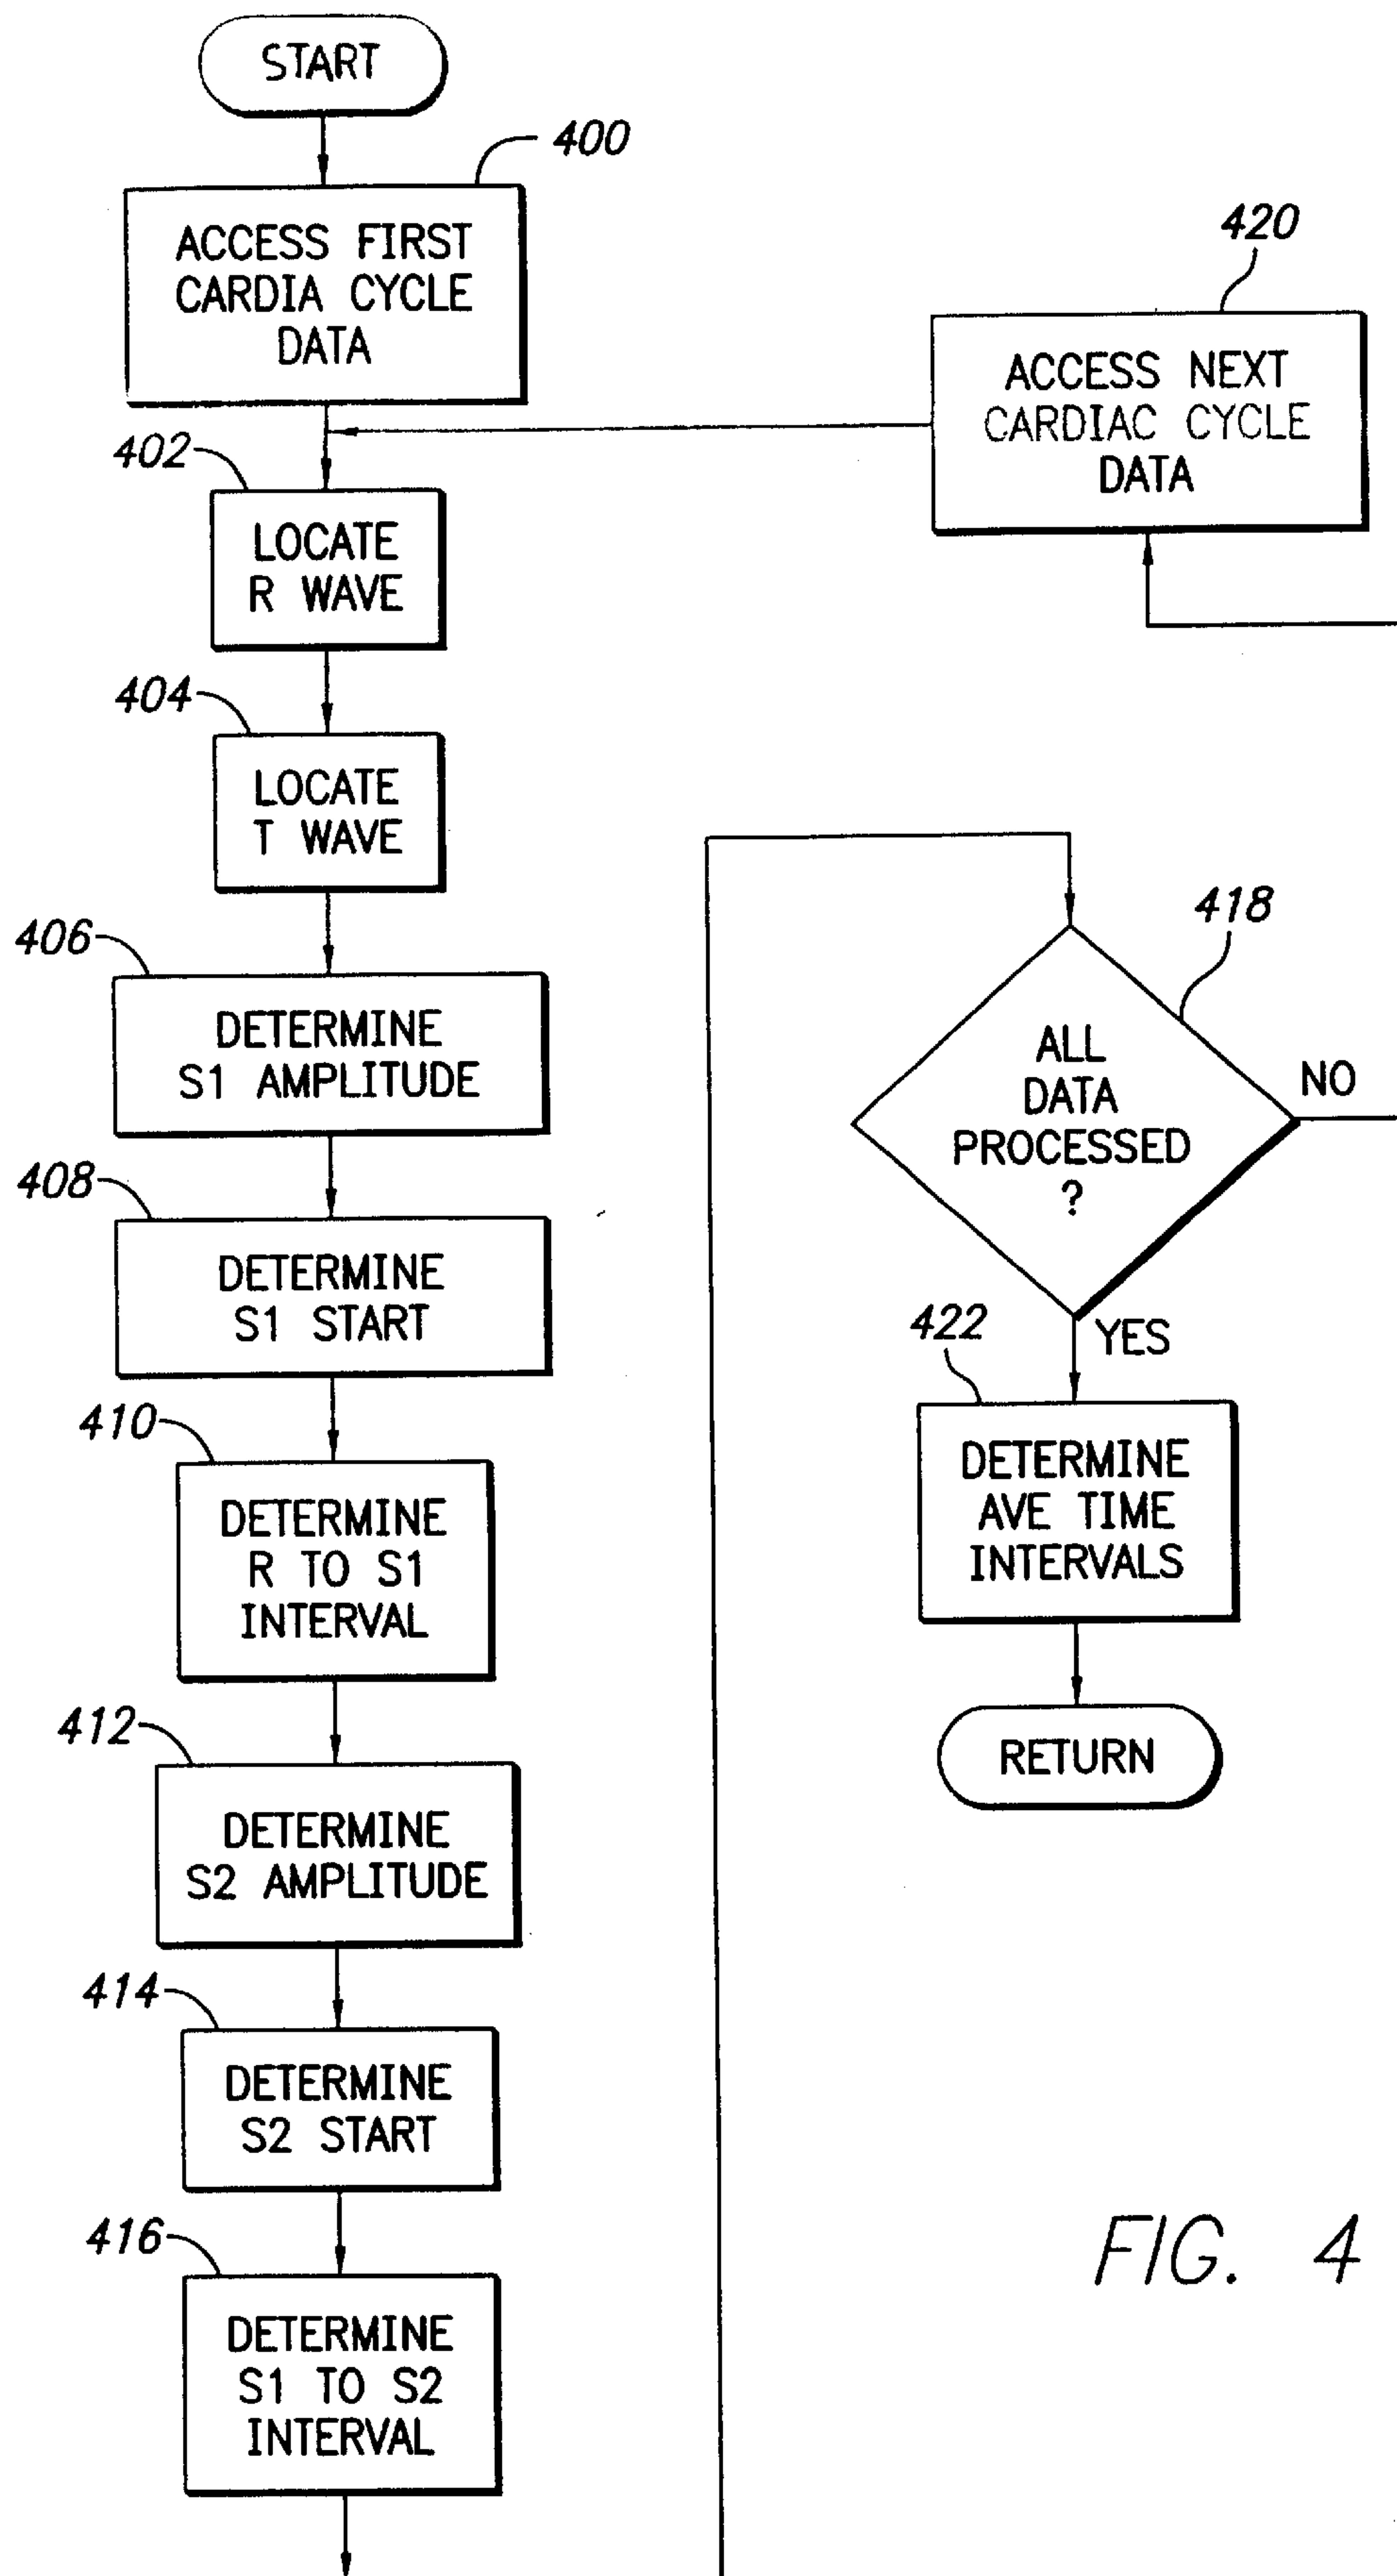 START
400
ACCESS FIRST
CARDIA CYCLE
DATA
420
ACCESS NEXT
CARDIAC CYCLE
DATA
402
LOCATE
R WAVE
404
LOCATE
T WAVE
406
DETERMINE
S1 AMPLITUDE
408
DETERMINE
S1 START
410
DETERMINE
R TO S1
INTERVAL
412
DETERMINE
S2 AMPLITUDE
414
DETERMINE
S2 START
416
DETERMINE
S1 TO S2
INTERVAL
418
ALL
DATA
PROCESSED
?
NO
YES
422
DETERMINE
AVE TIME
INTERVALS
RETURN
FIG. 4